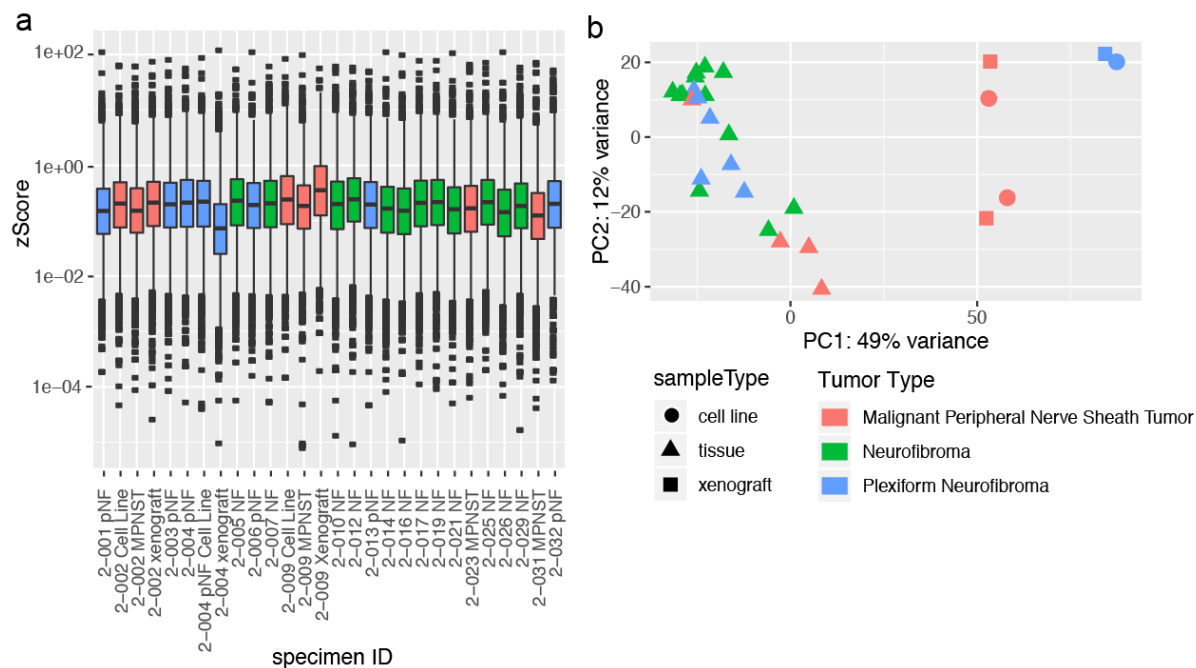 a
zScore
1e+02
1e+00
1e−02
1e−04
2−001 pNF
2−002 Cell Line
2−002 MPNST
2−002 xenograft
2−003 pNF
2−004 pNF
2−004 pNF Cell Line
2−004 xenograft
2−005 NF
2−006 pNF
2−007 NF
2−009 Cell Line
2−009 MPNST
2−009 Xenograft
2−010 NF
2−012 NF
2−013 pNF
2−014 NF
2−016 NF
2−017 NF
2−019 NF
2−021 NF
2−023 MPNST
2−025 NF
2−026 NF
2−029 NF
2−031 MPNST
2−032 pNF
specimen ID
b
PC2: 12% variance
20
0
−20
−40
0
50
PC1: 49% variance
sampleType
cell line
tissue
xenograft
Tumor Type
Malignant Peripheral Nerve Sheath Tumor
Neurofibroma
Plexiform Neurofibroma